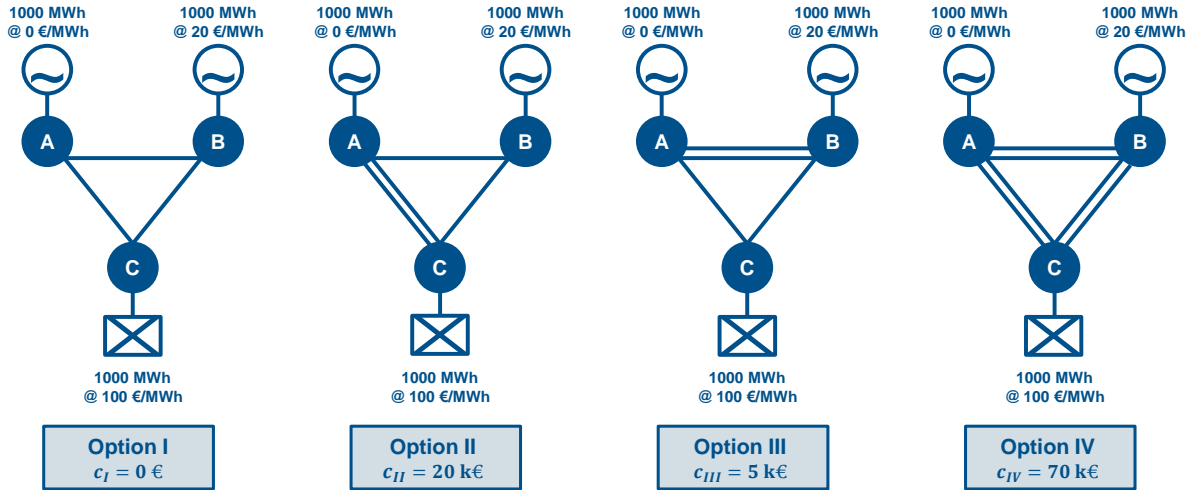 1000 MWh
@ 0 €/MWh
1000 MWh
@ 20 €/MWh
A
B
C
1000 MWh
@ 100 €/MWh
Option I
c_I = 0 €
1000 MWh
@ 0 €/MWh
1000 MWh
@ 20 €/MWh
A
B
C
1000 MWh
@ 100 €/MWh
Option II
c_II = 20 k€
1000 MWh
@ 0 €/MWh
1000 MWh
@ 20 €/MWh
A
B
C
1000 MWh
@ 100 €/MWh
Option III
c_III = 5 k€
1000 MWh
@ 0 €/MWh
1000 MWh
@ 20 €/MWh
A
B
C
1000 MWh
@ 100 €/MWh
Option IV
c_IV = 70 k€